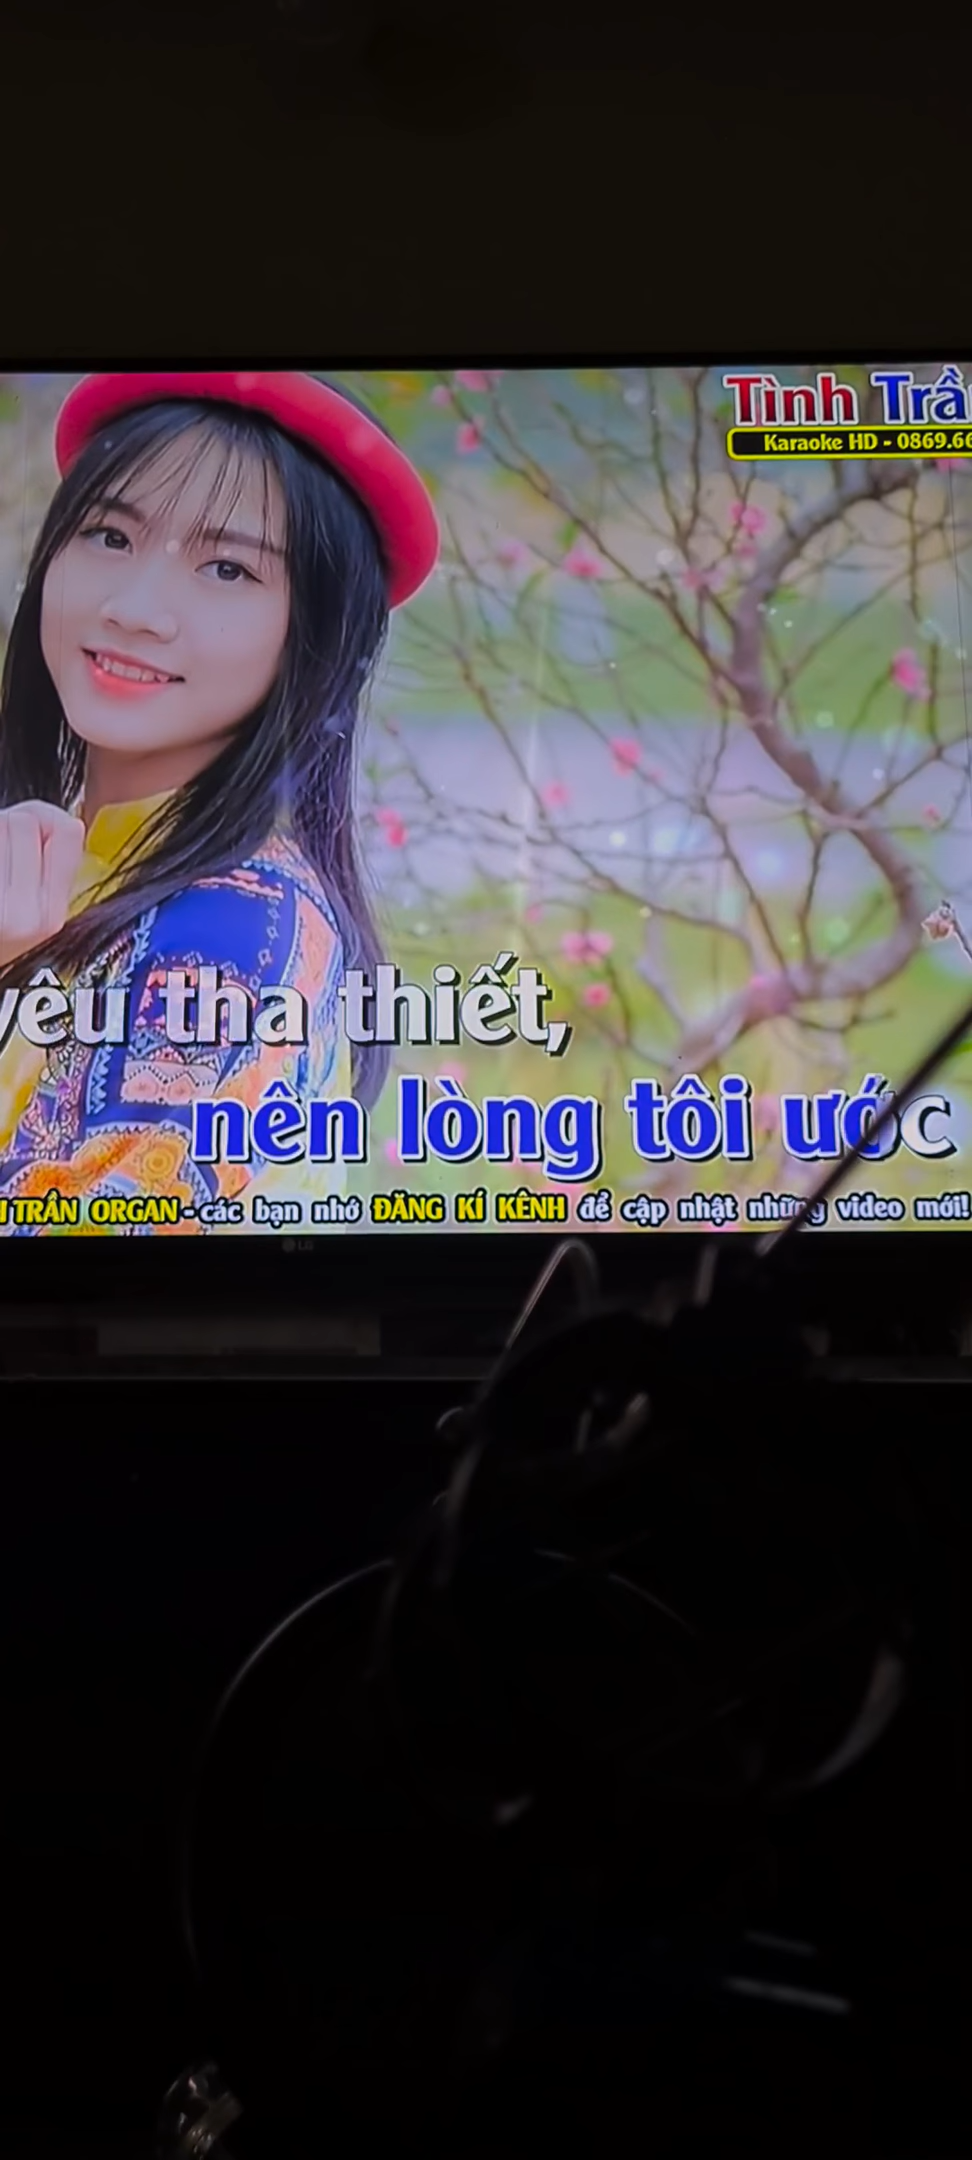 Tình Trầ
Karaoke HD - 0869.66
yêu tha thiết,
nên lòng tôi ước
TRẦN ORGAN - các bạn nhớ ĐĂNG KÍ KÊNH để cập nhật những video mới!
LG